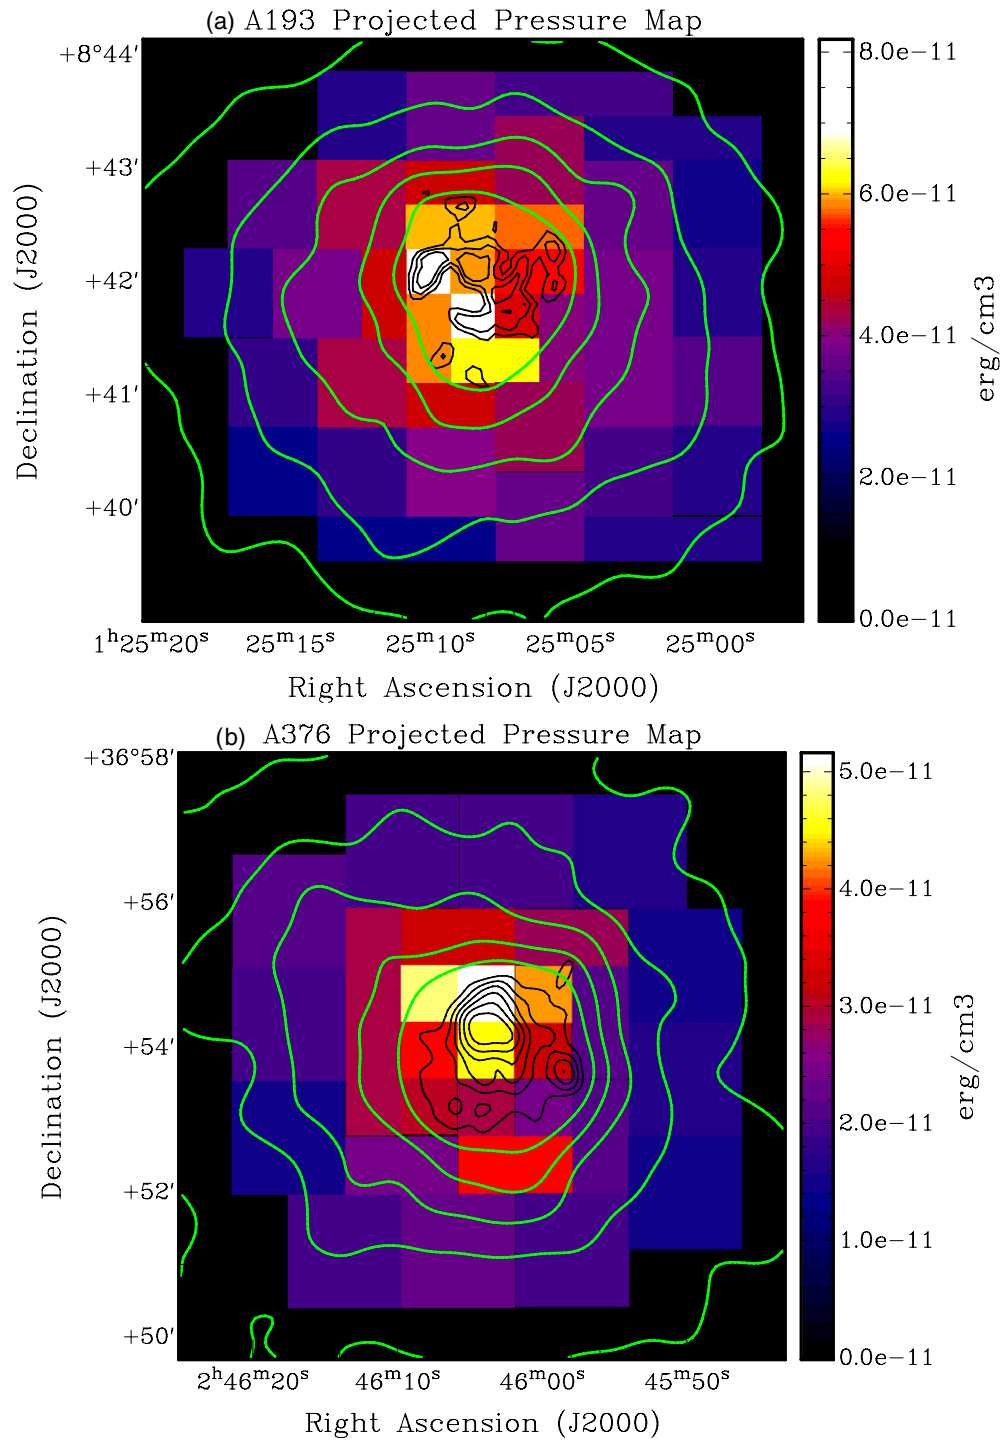 (a) A193 Projected Pressure Map
+8°44′
+43′
+42′
+41′
+40′
Declination (J2000)
1ʰ25ᵐ20ˢ 25ᵐ15ˢ 25ᵐ10ˢ 25ᵐ05ˢ 25ᵐ00ˢ
Right Ascension (J2000)
8.0e−11
6.0e−11
4.0e−11
2.0e−11
0.0e−11
erg/cm3
(b) A376 Projected Pressure Map
+36°58′
+56′
+54′
+52′
+50′
Declination (J2000)
2ʰ46ᵐ20ˢ 46ᵐ10ˢ 46ᵐ00ˢ 45ᵐ50ˢ
Right Ascension (J2000)
5.0e−11
4.0e−11
3.0e−11
2.0e−11
1.0e−11
0.0e−11
erg/cm3